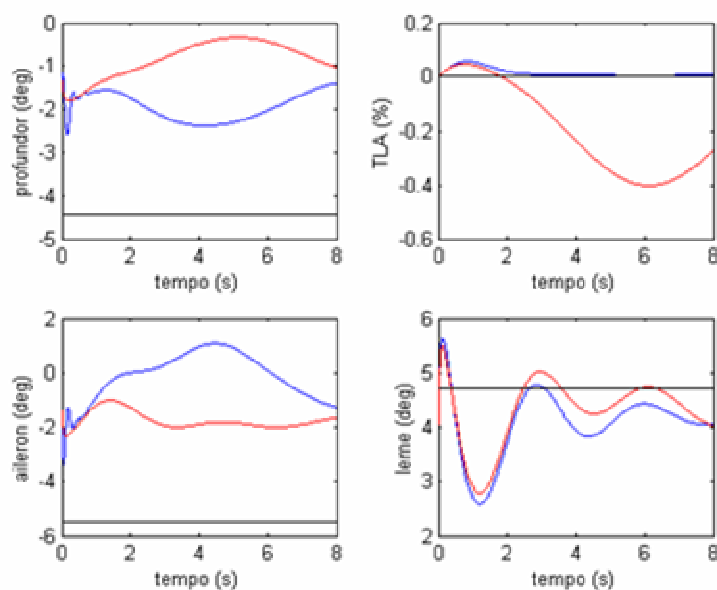 0
-1
-2
-3
-4
-5
profundor (deg)
0 2 4 6 8
tempo (s)
0.2
0
-0.2
-0.4
-0.6
TLA (%)
0 2 4 6 8
tempo (s)
2
0
-2
-4
-6
aileron (deg)
0 2 4 6 8
tempo (s)
6
5
4
3
2
leme (deg)
0 2 4 6 8
tempo (s)